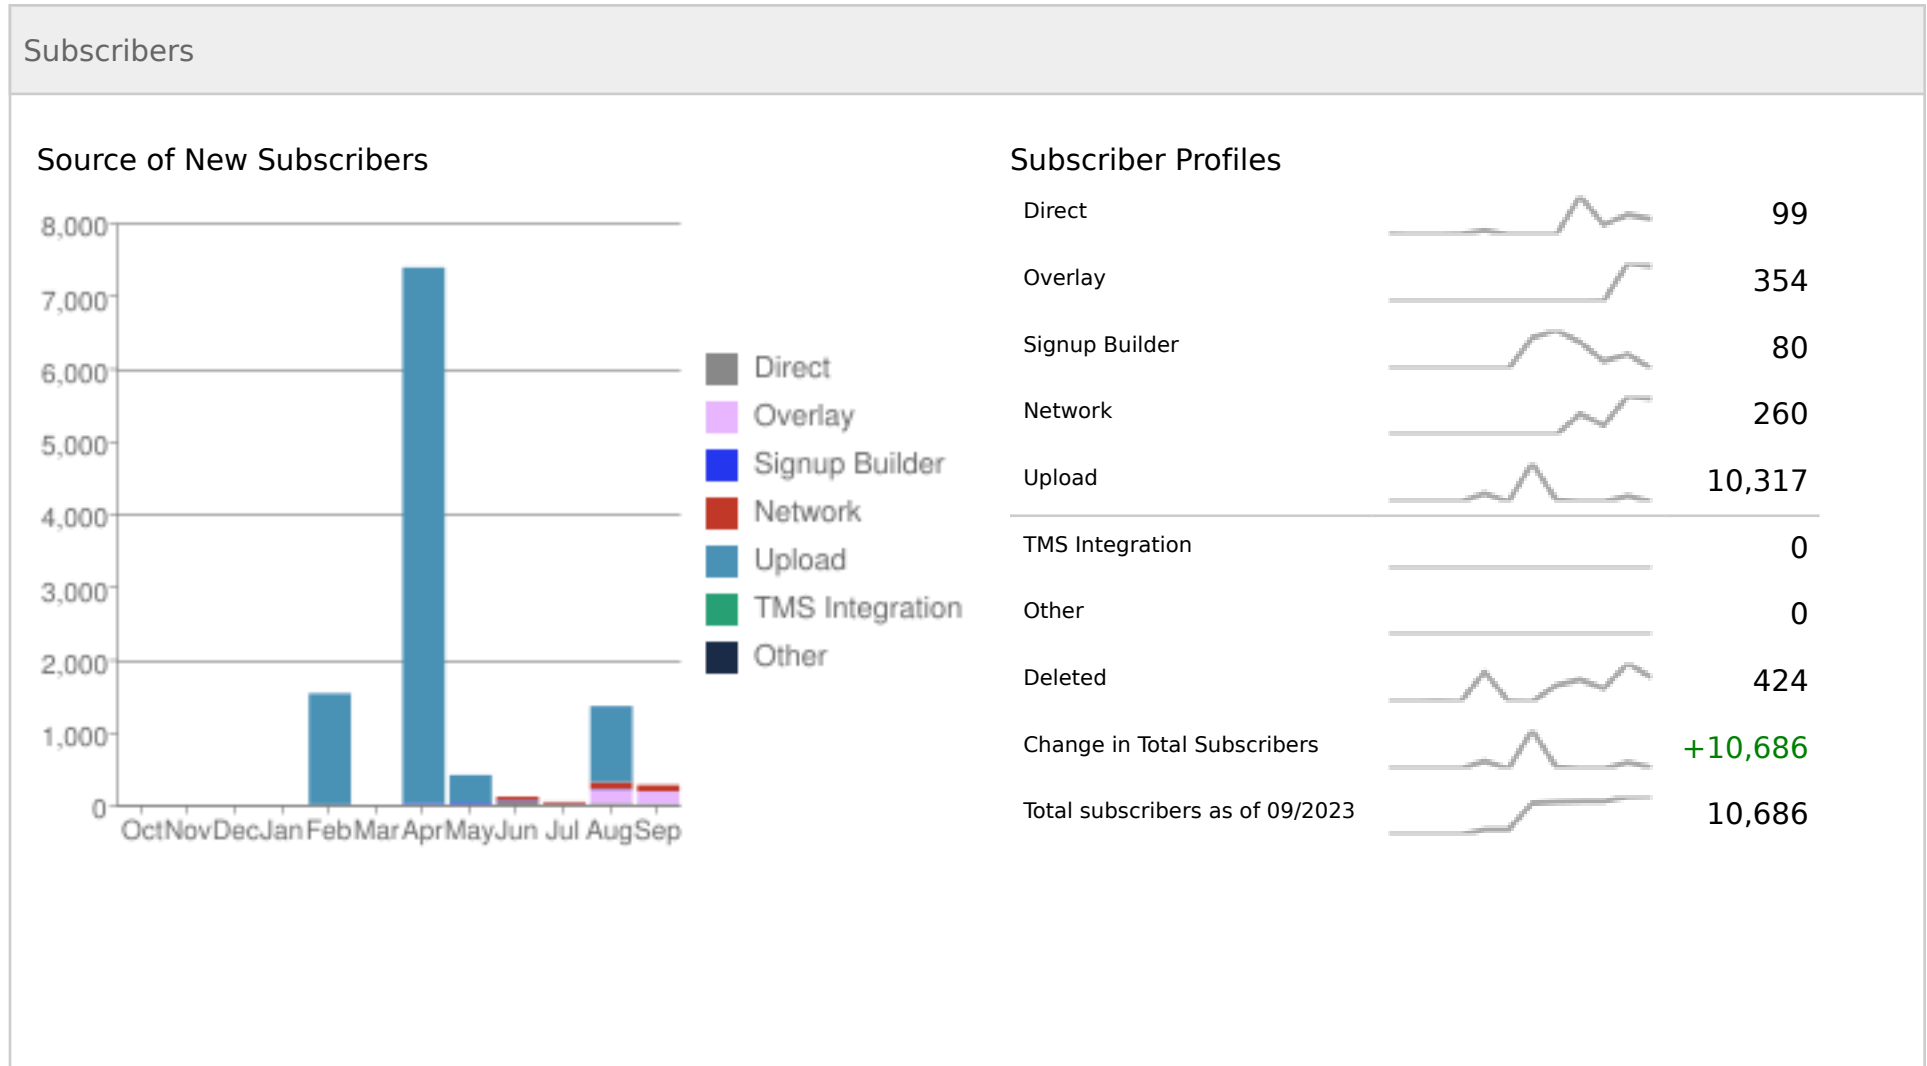 Subscribers
Source of New Subscribers
8,000
7,000
6,000
5,000
4,000
3,000
2,000
1,000
0
Oct Nov Dec Jan Feb Mar Apr May Jun Jul Aug Sep
Direct
Overlay
Signup Builder
Network
Upload
TMS Integration
Other
Subscriber Profiles
Direct 99
Overlay 354
Signup Builder 80
Network 260
Upload 10,317
TMS Integration 0
Other 0
Deleted 424
Change in Total Subscribers +10,686
Total subscribers as of 09/2023 10,686